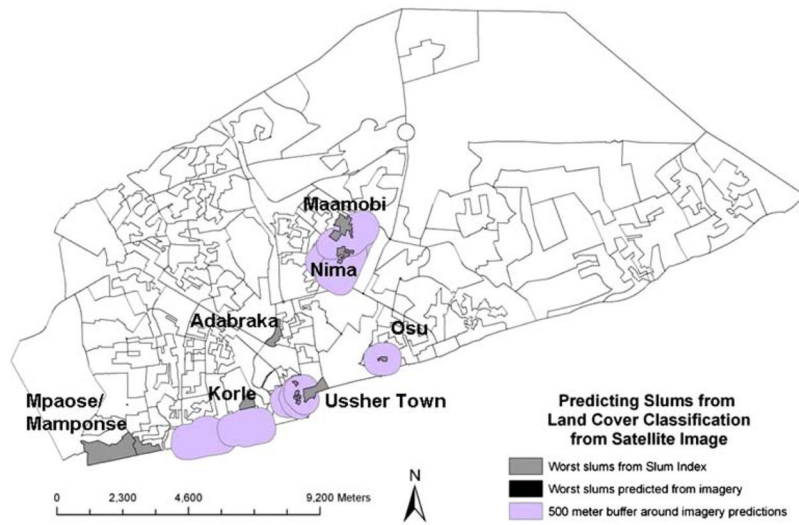 Maamobi
Nima
Adabraka
Osu
Korle
Ussher Town
Mpaose/
Mamponse
Predicting Slums from
Land Cover Classification
from Satellite Image
Worst slums from Slum Index
Worst slums predicted from imagery
500 meter buffer around imagery predictions
N
0 2,300 4,600 9,200 Meters